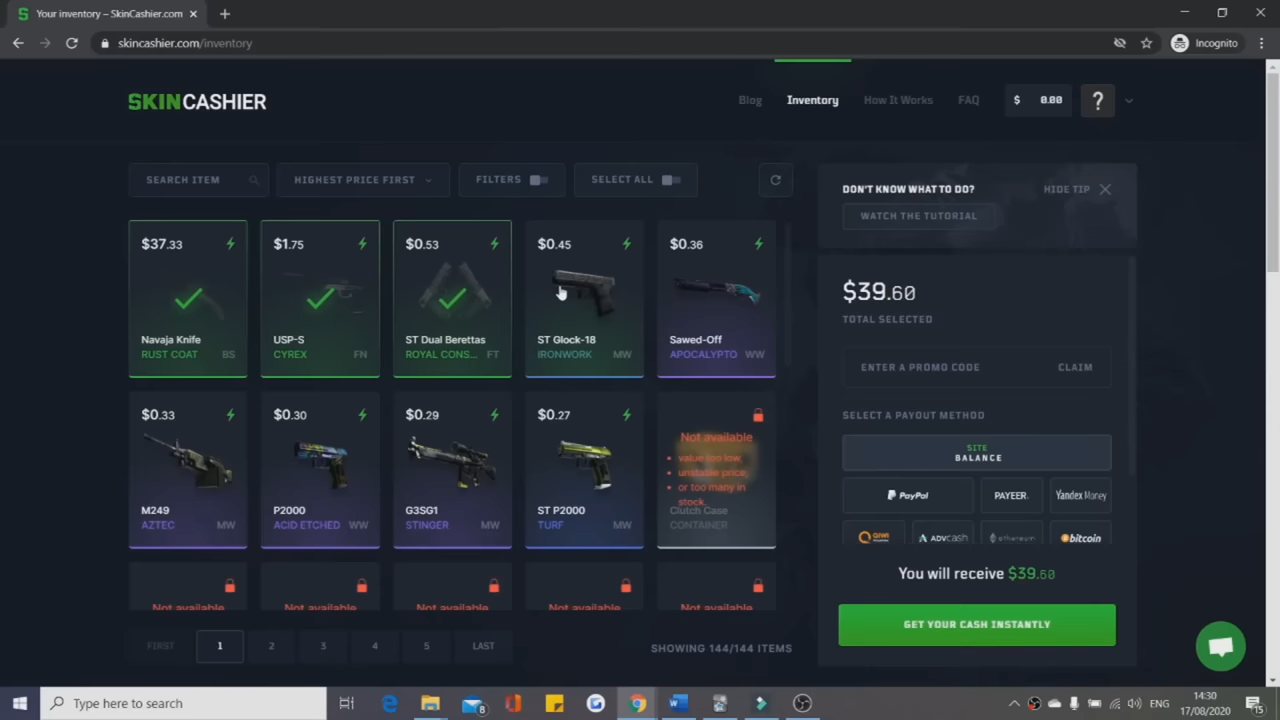 Your inventory – SkinCashier.com
skincashier.com/inventory
Incognito
SKINCASHIER
Blog
Inventory
How It Works
FAQ
$ 0.00
?
SEARCH ITEM
HIGHEST PRICE FIRST
FILTERS
SELECT ALL
DON'T KNOW WHAT TO DO?
HIDE TIP
WATCH THE TUTORIAL
$37.33
Navaja Knife
RUST COAT BS
$1.75
USP-S
CYREX FN
$0.53
ST Dual Berettas
ROYAL CONS... FT
$0.45
ST Glock-18
IRONWORK MW
$0.36
Sawed-Off
APOCALYPTO WW
$0.33
M249
AZTEC MW
$0.30
P2000
ACID ETCHED WW
$0.29
G3SG1
STINGER MW
$0.27
ST P2000
TURF MW
Not available
value too low,
unstable price,
or too many in
stock.
Clutch Case
CONTAINER
Not available
Not available
Not available
Not available
Not available
FIRST
1
2
3
4
5
LAST
SHOWING 144/144 ITEMS
$39.60
TOTAL SELECTED
ENTER A PROMO CODE
CLAIM
SELECT A PAYOUT METHOD
SITE
BALANCE
PayPal
PAYEER
Yandex Money
QIWI
ADVCASH
ethereum
bitcoin
You will receive $39.60
GET YOUR CASH INSTANTLY
Type here to search
8
ENG
14:30
17/08/2020
15